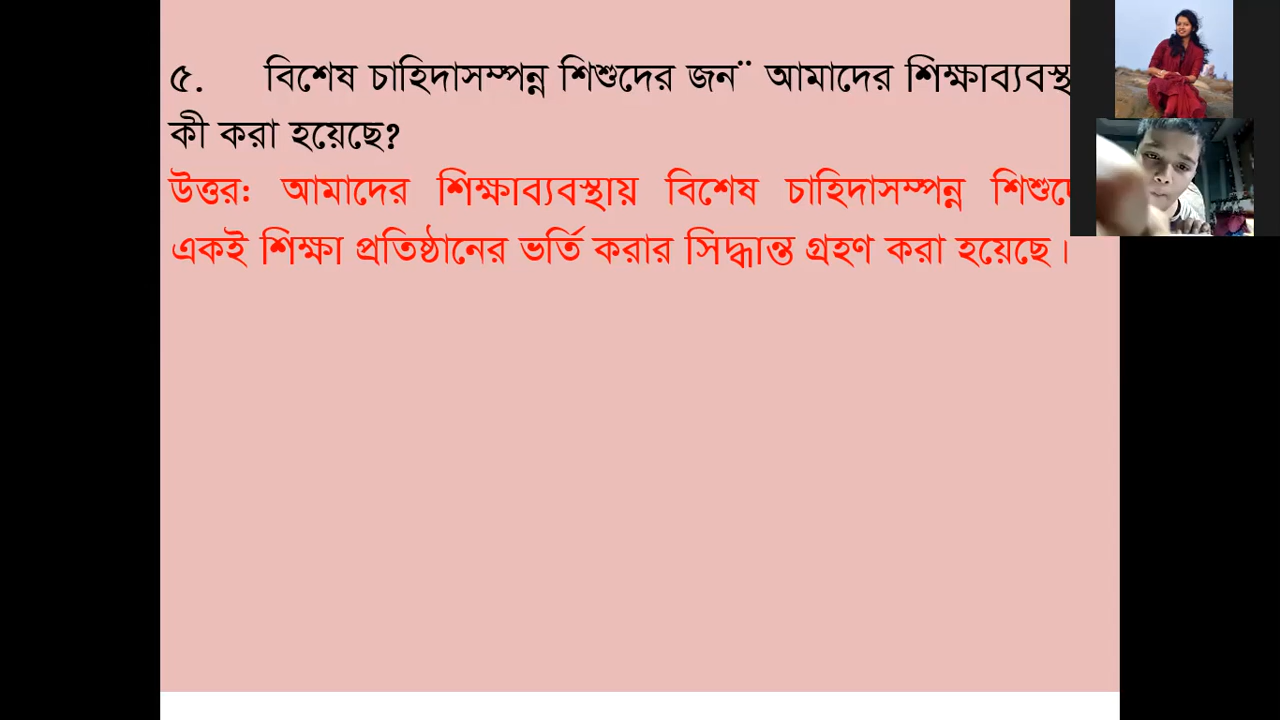 ৫. বিশেষ চাহিদাসম্পন্ন শিশুদের জন¨ আমাদের
কী করা হয়েছে?
উত্তর: আমাদের শিক্ষাব্যবস্থায় বিশেষ চাহিদাসম্পন্ন
একই শিক্ষা প্রতিষ্ঠানের ভর্তি করার সিদ্ধান্ত গ্রহণ করা হয়েছে।